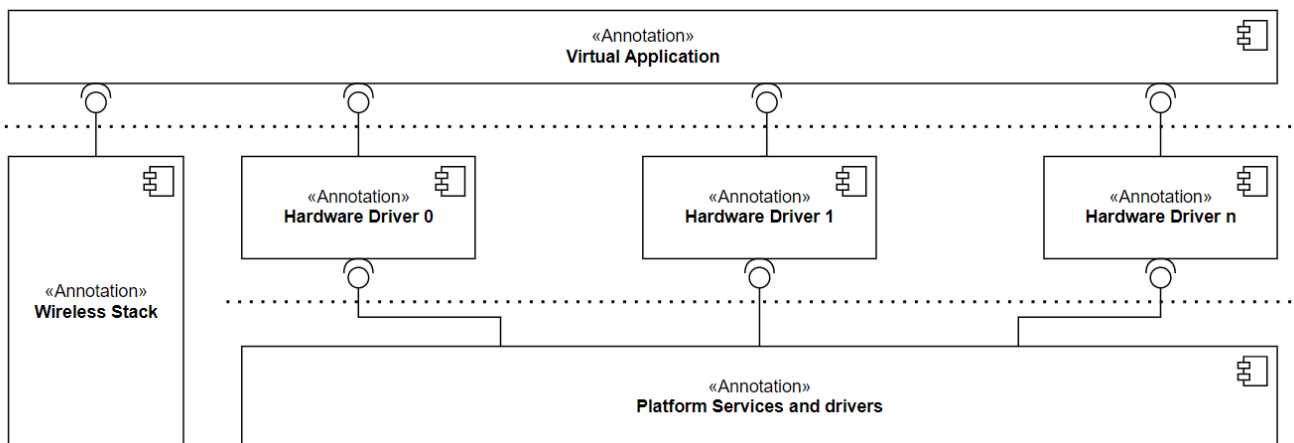 «Annotation»
Virtual Application
«Annotation»
Hardware Driver 0
«Annotation»
Hardware Driver 1
«Annotation»
Hardware Driver n
«Annotation»
Wireless Stack
«Annotation»
Platform Services and drivers